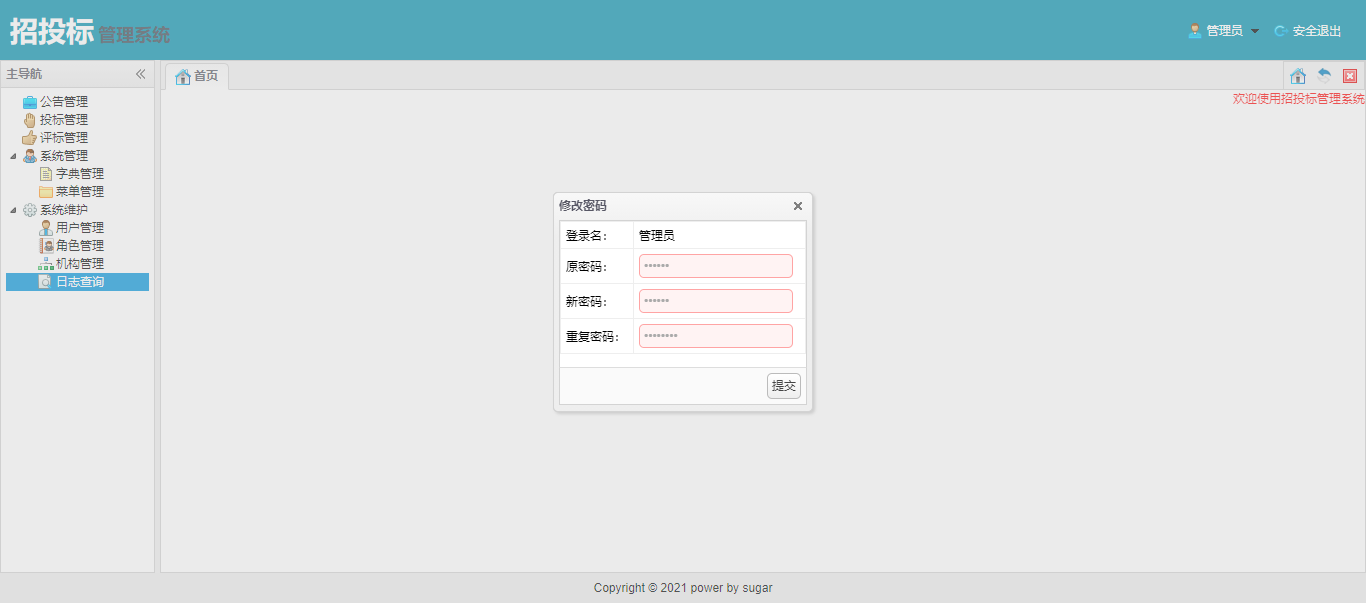 招投标 管理系统
管理员 安全退出
主导航
公告管理
投标管理
评标管理
系统管理
字典管理
菜单管理
系统维护
用户管理
角色管理
机构管理
日志查询
首页
欢迎使用招投标管理系统
修改密码
登录名： 管理员
原密码： ••••••
新密码： ••••••
重复密码： ••••••••
提交
Copyright © 2021 power by sugar